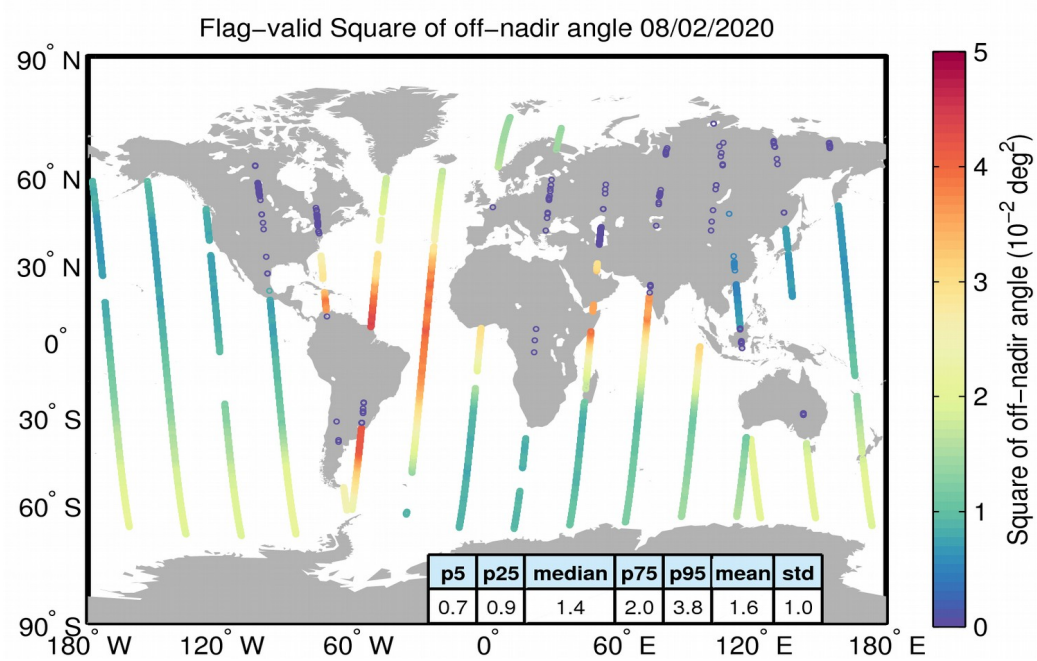 Flag−valid Square of off−nadir angle 08/02/2020
90° N
60° N
30° N
0°
30° S
60° S
90° S
180° W
120° W
60° W
0°
60° E
120° E
180° E
p5 p25 median p75 p95 mean std
0.7 0.9 1.4 2.0 3.8 1.6 1.0
5
4
3
2
1
0
Square of off−nadir angle (10⁻² deg²)